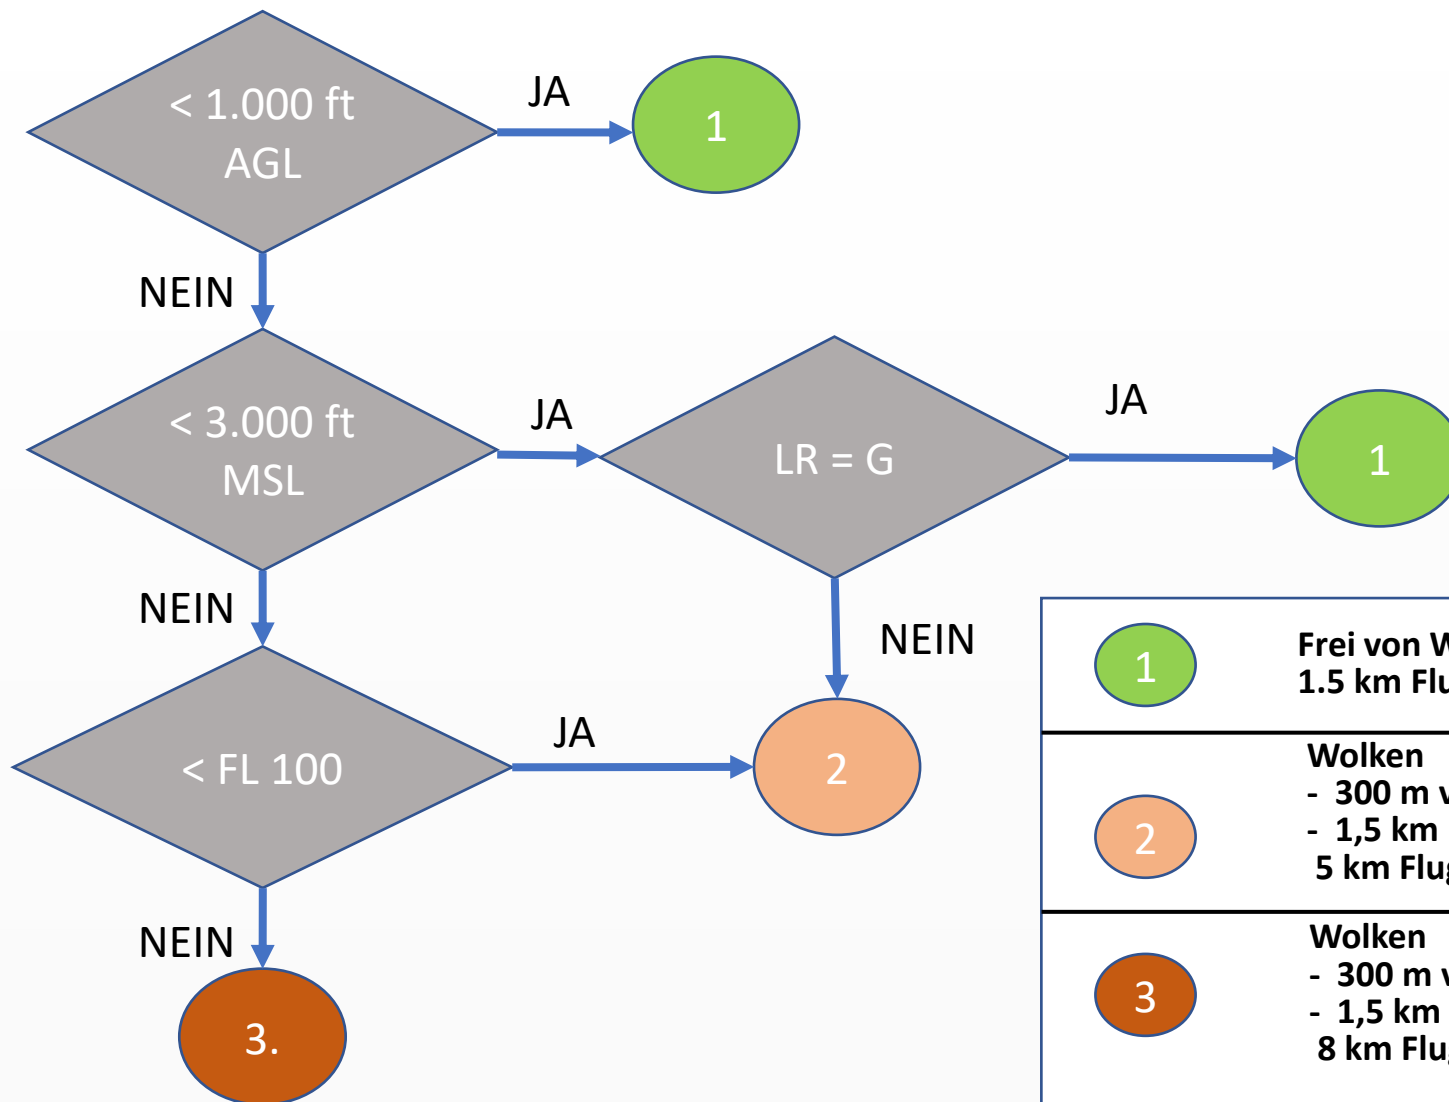 < 1.000 ft
AGL
JA
1
NEIN
< 3.000 ft
MSL
JA
LR = G
JA
1
NEIN
NEIN
< FL 100
JA
2
NEIN
3.
1
Frei von
1.5 km
2
Wolken
- 300 m
- 1,5 km
5 km
3
Wolken
- 300 m
- 1,5 km
8 km